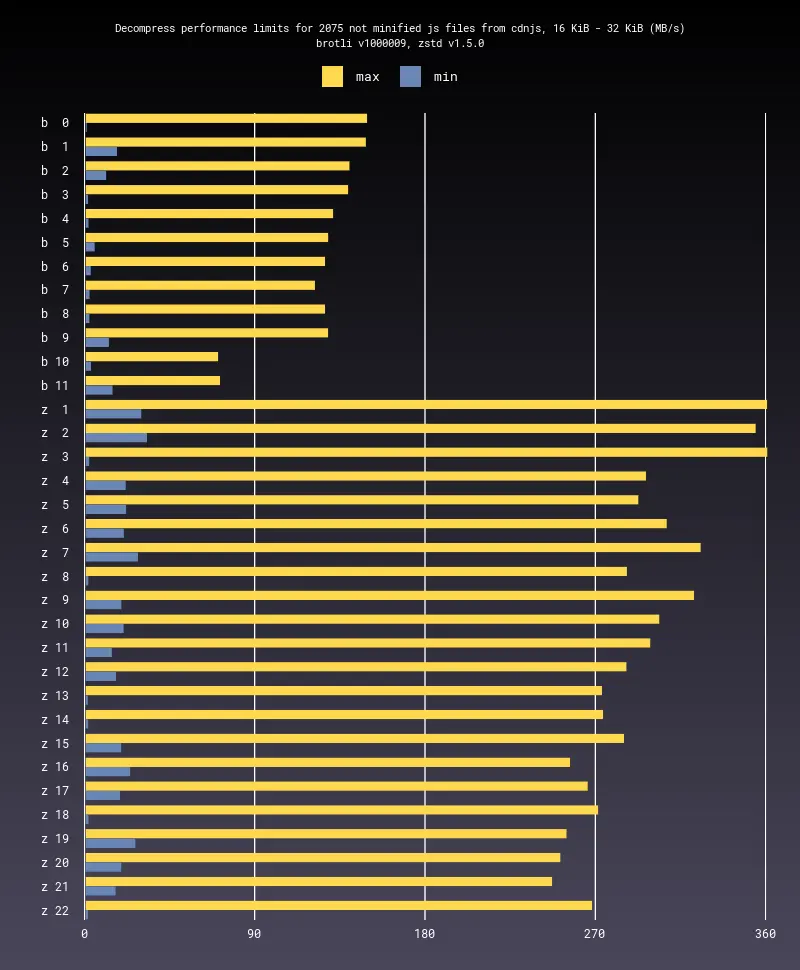 Decompress performance limits for 2075 not minified js files from cdnjs, 16 KiB - 32 KiB (MB/s)
brotli v1000009, zstd v1.5.0
max min
b 0
b 1
b 2
b 3
b 4
b 5
b 6
b 7
b 8
b 9
b 10
b 11
z 1
z 2
z 3
z 4
z 5
z 6
z 7
z 8
z 9
z 10
z 11
z 12
z 13
z 14
z 15
z 16
z 17
z 18
z 19
z 20
z 21
z 22
0 90 180 270 360